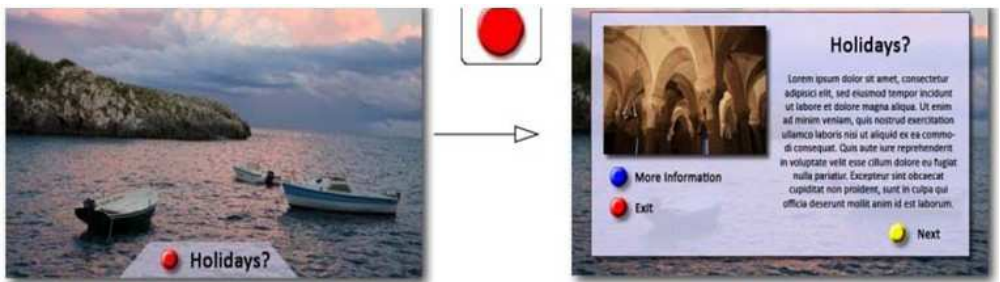 Holidays?
Holidays?
Lorem ipsum dolor sit amet, consectetur
adipisici elit, sed eiusmod tempor incidunt
ut labore et dolore magna aliqua. Ut enim
ad minim veniam, quis nostrud exercitation
ullamco laboris nisi ut aliquid ex ea commo-
di consequat. Quis aute iure reprehenderit
in voluptate velit esse cillum dolore eu fugiat
nulla pariatur. Excepteur sint obcaecat
cupiditat non proident, sunt in culpa qui
officia deserunt mollit anim id est laborum.
More Information
Exit
Next